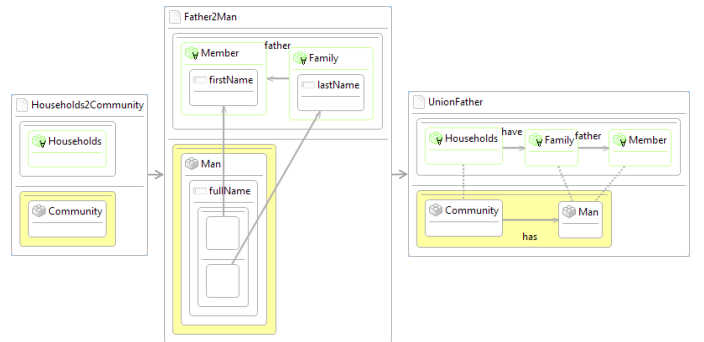 Households2Community
Households
Community
Father2Man
Member
father
Family
firstName
lastName
Man
fullName
UnionFather
Households
have
Family
father
Member
Community
Man
has